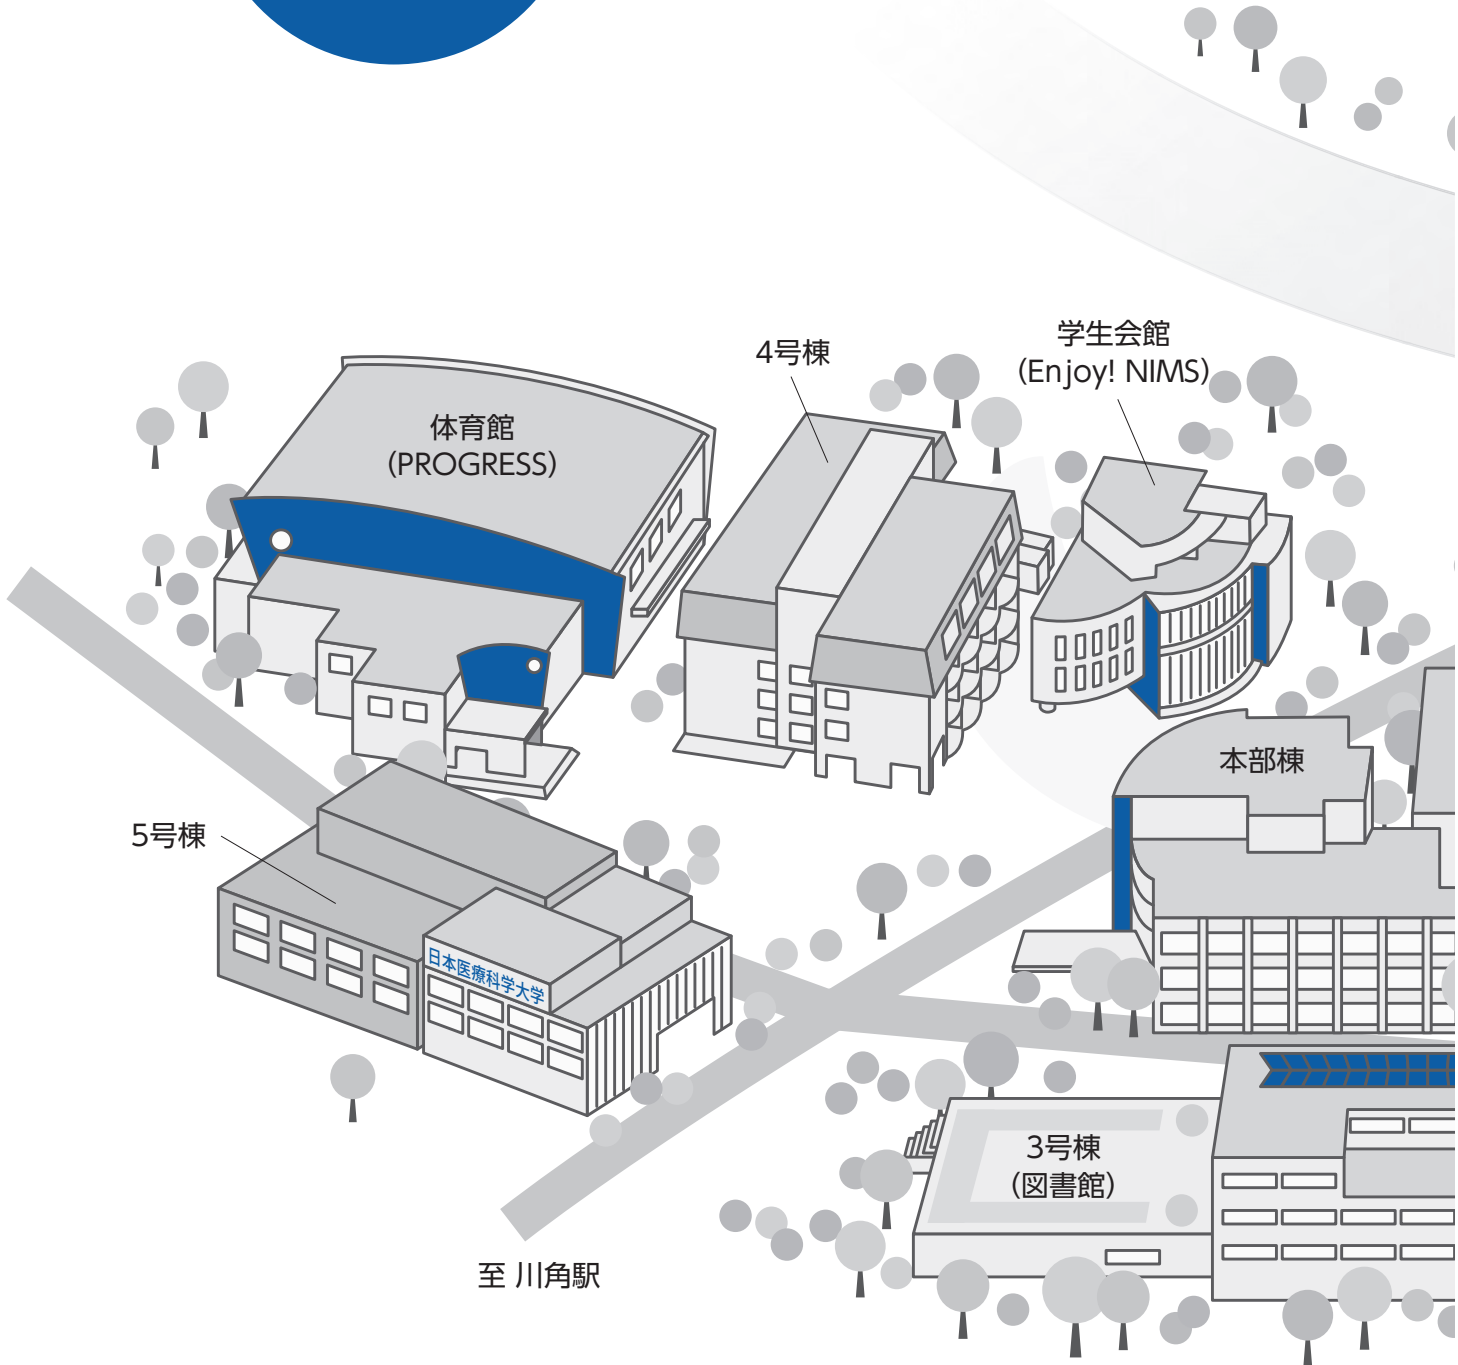 学生会館
(Enjoy! NIMS)
4号棟
体育館
(PROGRESS)
本部棟
5号棟
日本医療科学大学
3号棟
(図書館)
至 川角駅